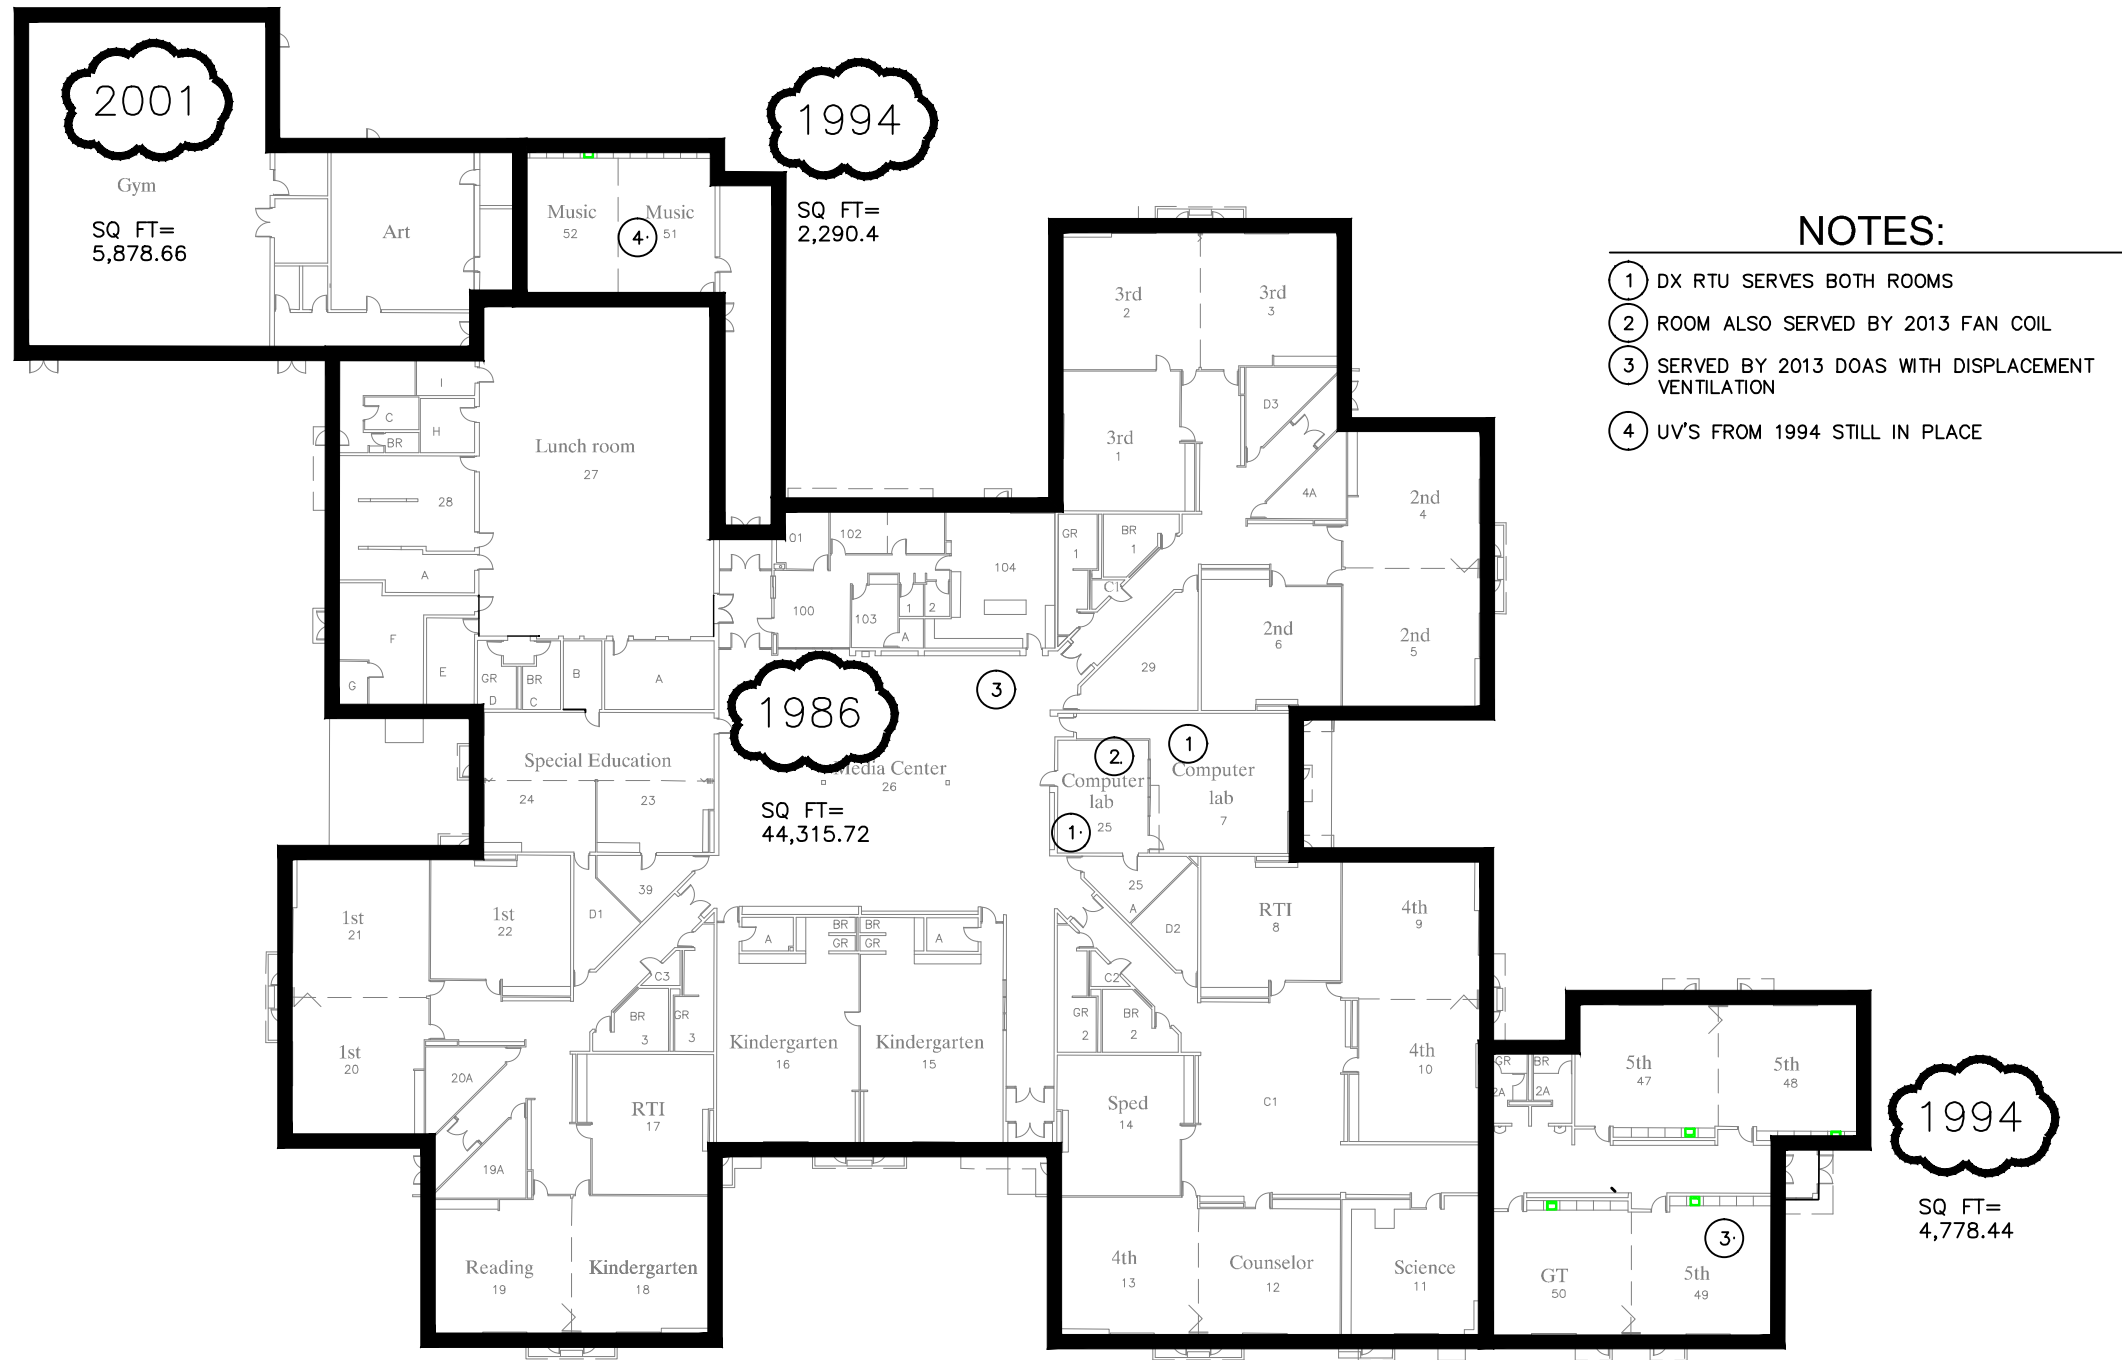 2001
Gym
SQ FT=
5,878.66
Art
Music
52
Music
51
4
1994
SQ FT=
2,290.4
NOTES:
1 DX RTU SERVES BOTH ROOMS
2 ROOM ALSO SERVED BY 2013 FAN COIL
3 SERVED BY 2013 DOAS WITH DISPLACEMENT
VENTILATION
4 UV'S FROM 1994 STILL IN PLACE
3rd
2
3rd
3
3rd
1
D3
4A
2nd
4
2nd
5
2nd
6
29
GR
1
BR
1
C1
I
C
H
BR
28
A
F
E
G
Lunch room
27
GR
D
BR
C
B
A
01
102
104
100
103
1
2
A
3
1986
Media Center
26
SQ FT=
44,315.72
Special Education
24
23
2
1
Computer
lab
25
Computer
lab
7
1
1st
21
1st
22
39
D1
1st
20
20A
19A
C3
BR
3
GR
3
RTI
17
Reading
19
Kindergarten
18
A
BR
GR
BR
GR
A
Kindergarten
16
Kindergarten
15
25
A
D2
RTI
8
4th
9
4th
10
C2
GR
2
BR
2
Sped
14
C1
4th
13
Counselor
12
Science
11
GR
BR
2A
2A
5th
47
5th
48
GT
50
5th
49
3
1994
SQ FT=
4,778.44